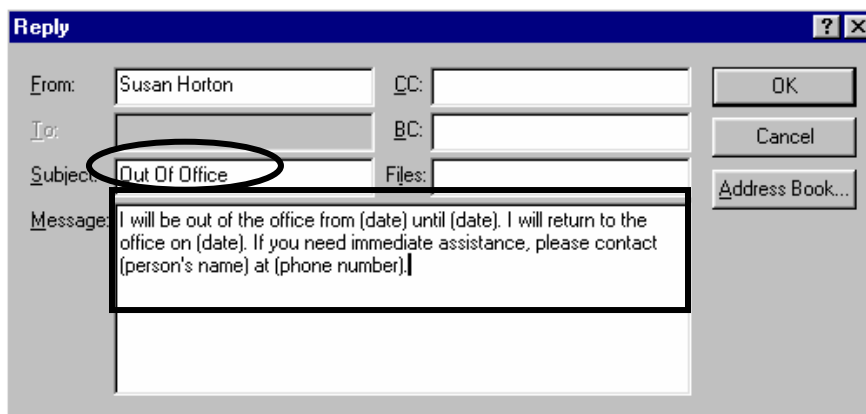 Reply
From: Susan Horton CC: OK
To: BC: Cancel
Subject: Out Of Office Files: Address Book...
Message: I will be out of the office from (date) until (date). I will return to the
office on (date). If you need immediate assistance, please contact
(person's name) at (phone number).